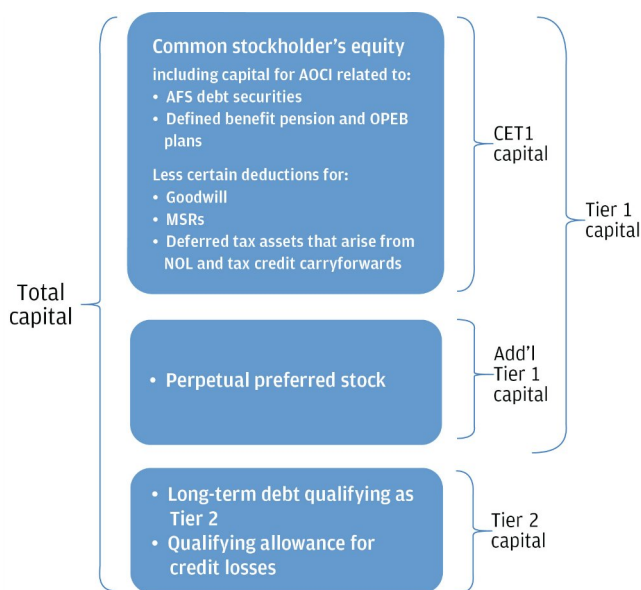 Common stockholder's equity
including capital for AOCI related to:
• AFS debt securities
• Defined benefit pension and OPEB
plans
Less certain deductions for:
• Goodwill
• MSRs
• Deferred tax assets that arise from
NOL and tax credit carryforwards
CET1
capital
Tier 1
capital
Total
capital
• Perpetual preferred stock
Add'l
Tier 1
capital
• Long-term debt qualifying as
Tier 2
• Qualifying allowance for
credit losses
Tier 2
capital